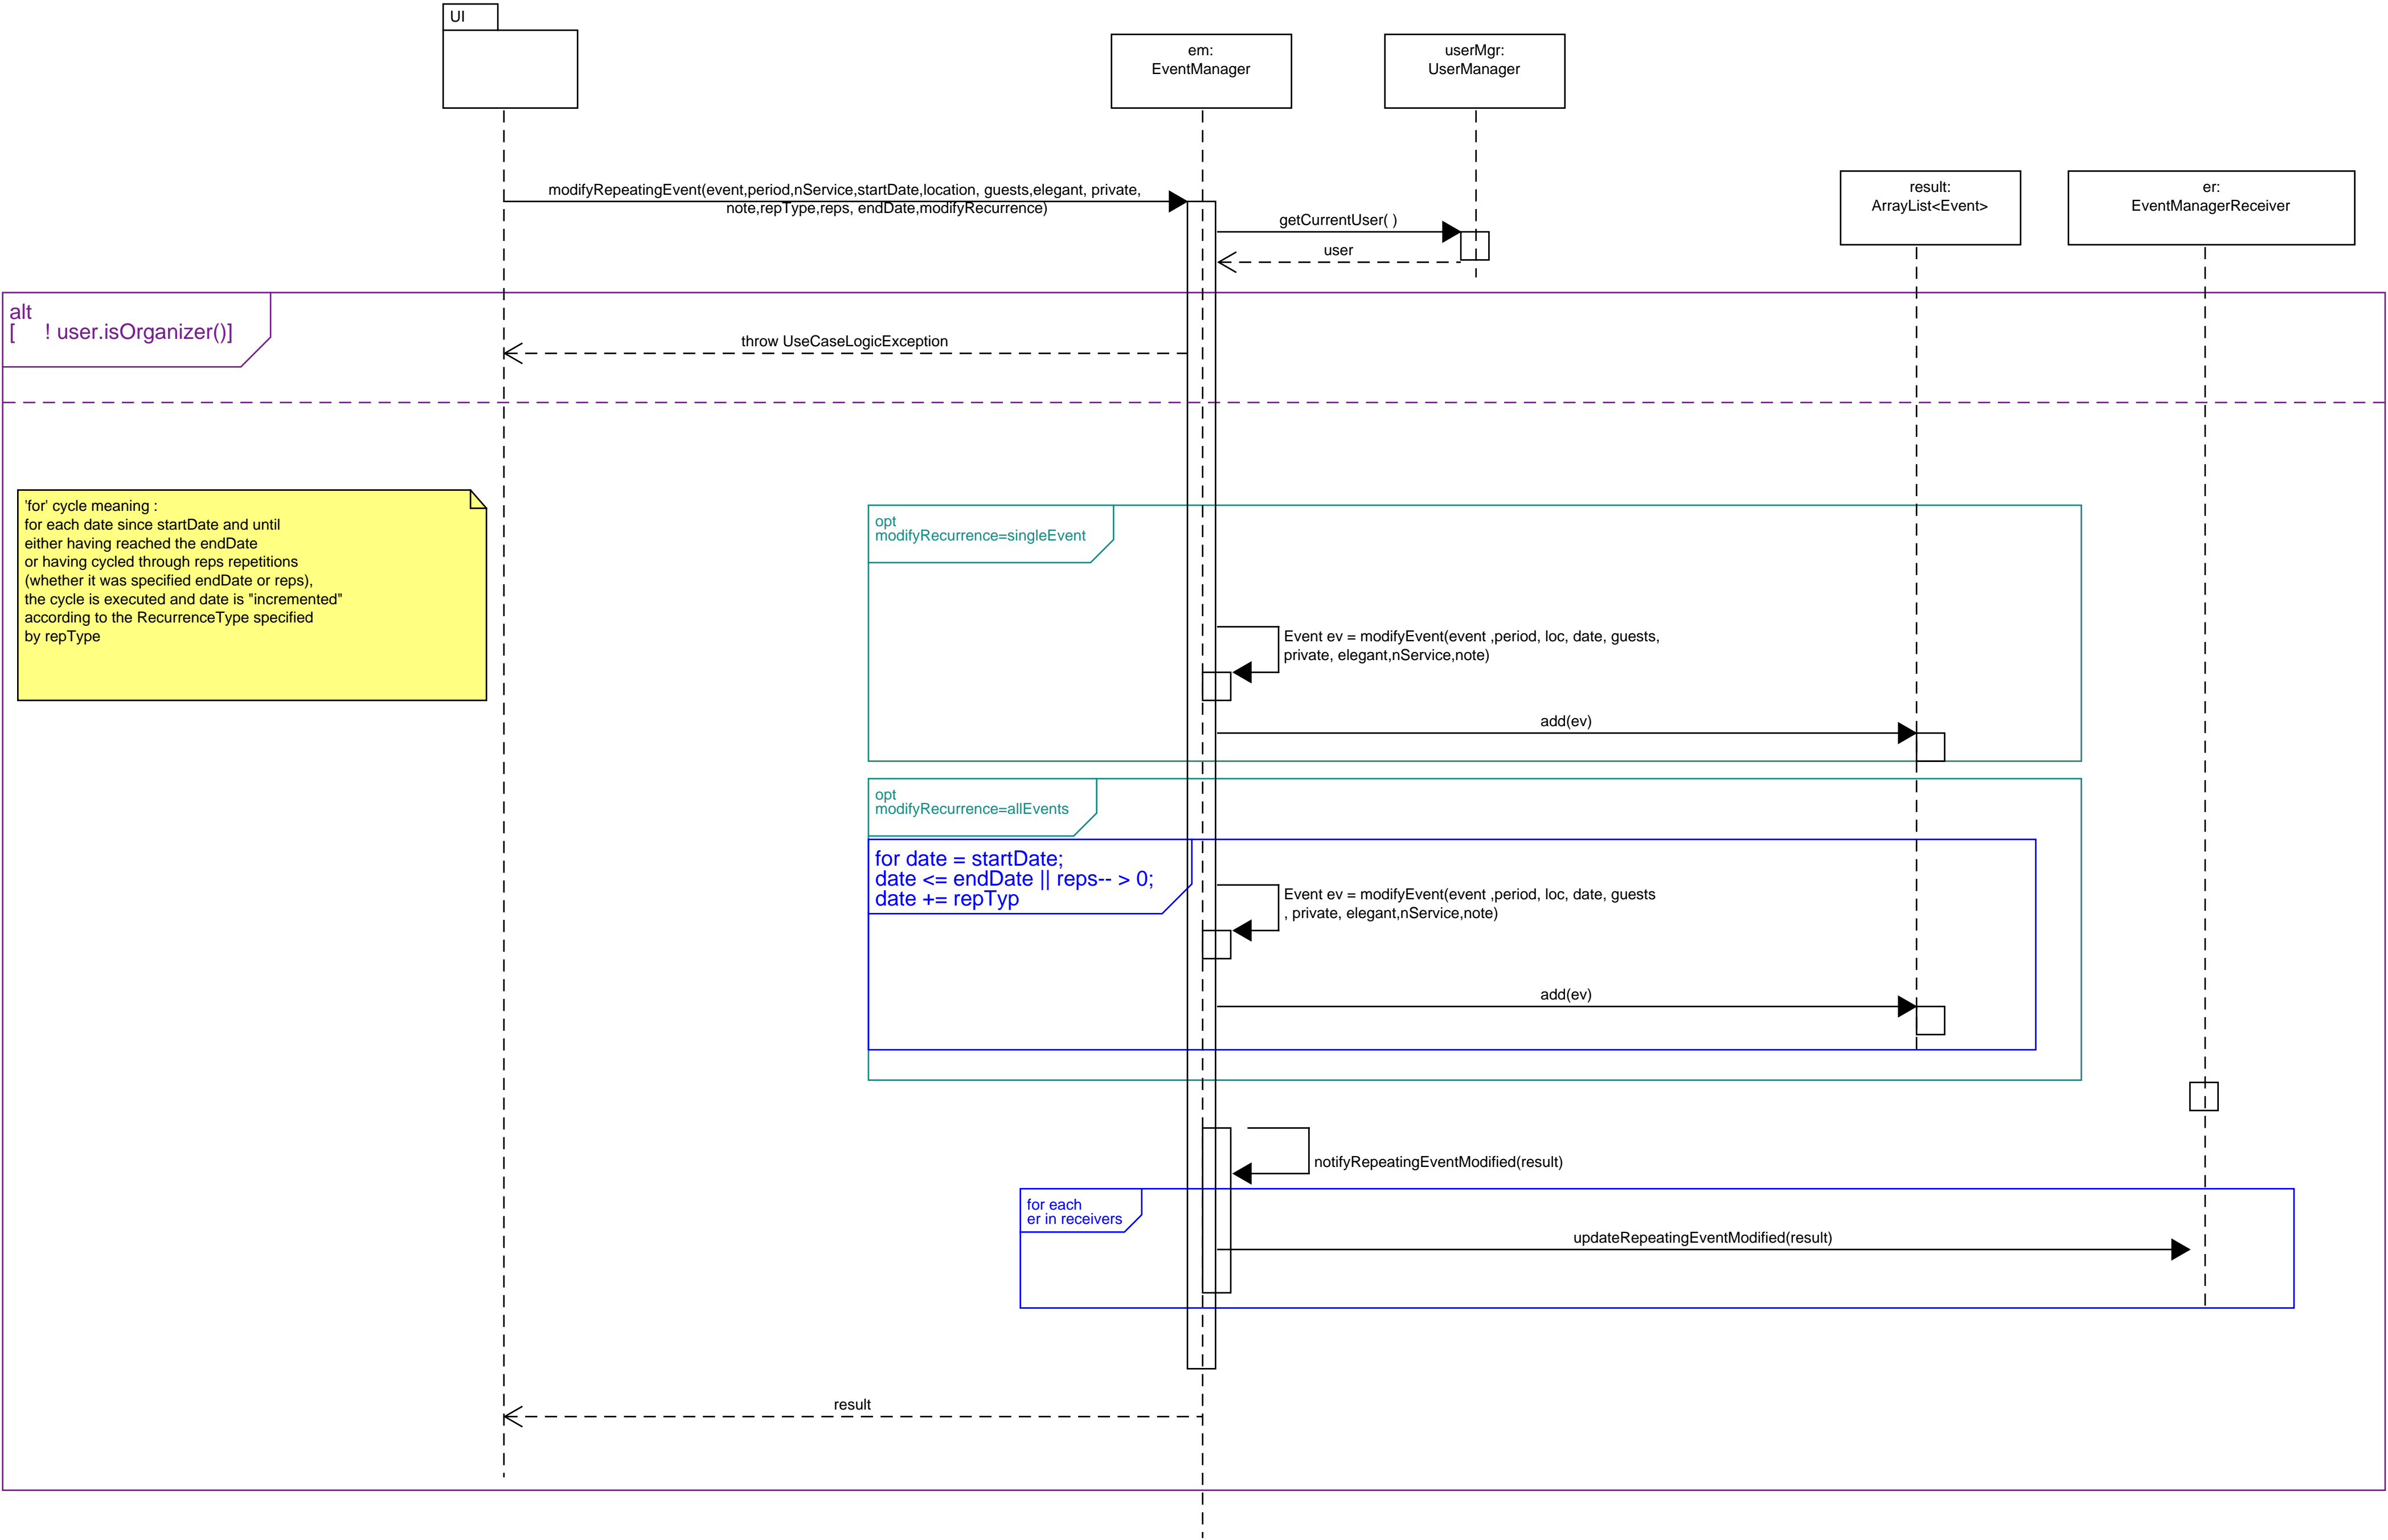 UI
em:
EventManager
userMgr:
UserManager
result:
ArrayList<Event>
er:
EventManagerReceiver
modifyRepeatingEvent(event,period,nService,startDate,location, guests,elegant, private,
note,repType,reps, endDate,modifyRecurrence)
getCurrentUser( )
user
alt
[ ! user.isOrganizer()]
throw UseCaseLogicException
'for' cycle meaning :
for each date since startDate and until
either having reached the endDate
or having cycled through reps repetitions
(whether it was specified endDate or reps),
the cycle is executed and date is "incremented"
according to the RecurrenceType specified
by repType
opt
modifyRecurrence=singleEvent
Event ev = modifyEvent(event ,period, loc, date, guests,
private, elegant,nService,note)
add(ev)
opt
modifyRecurrence=allEvents
for date = startDate;
date <= endDate || reps-- > 0;
date += repTyp
Event ev = modifyEvent(event ,period, loc, date, guests
, private, elegant,nService,note)
add(ev)
notifyRepeatingEventModified(result)
for each
er in receivers
updateRepeatingEventModified(result)
result